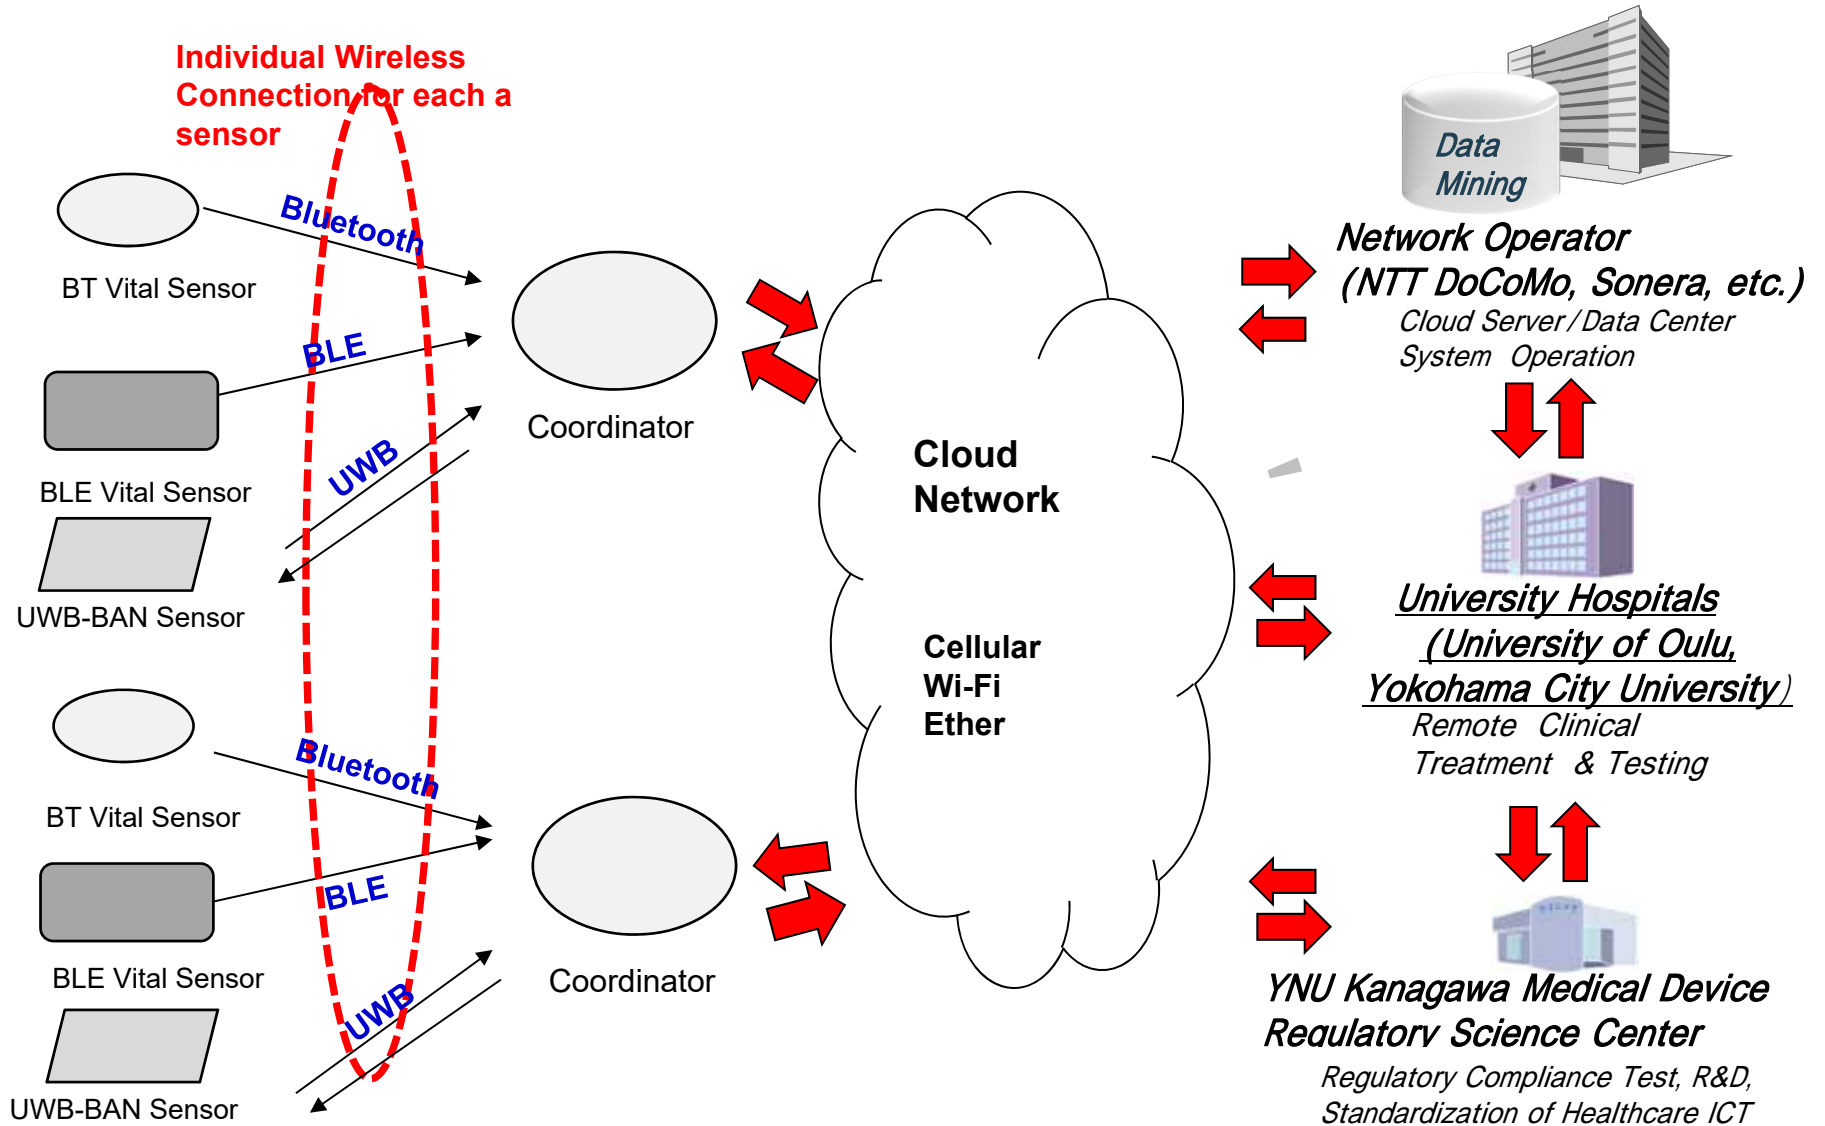 Individual Wireless
Connection for each a
sensor
Bluetooth
BT Vital Sensor
BLE
BLE Vital Sensor
UWB
UWB-BAN Sensor
Coordinator
Bluetooth
BT Vital Sensor
BLE
BLE Vital Sensor
UWB
UWB-BAN Sensor
Coordinator
Cloud
Network
Cellular
Wi-Fi
Ether
Data
Mining
Network Operator
(NTT DoCoMo, Sonera, etc.)
Cloud Server/Data Center
System Operation
University Hospitals
(University of Oulu,
Yokohama City University)
Remote Clinical
Treatment & Testing
YNU Kanagawa Medical Device
Regulatory Science Center
Regulatory Compliance Test, R&D,
Standardization of Healthcare ICT